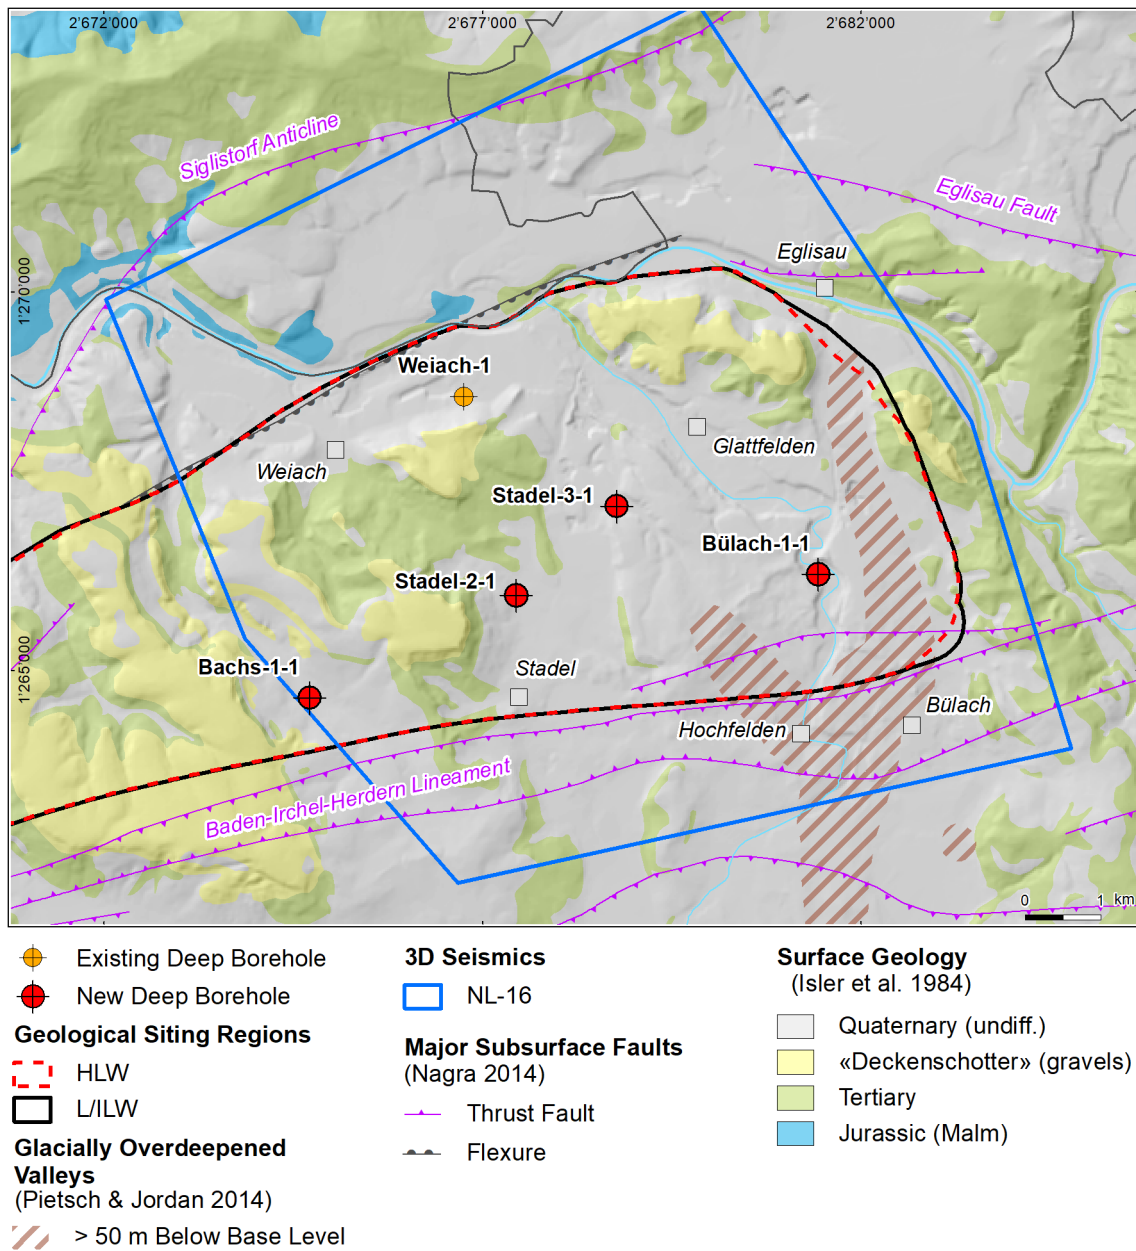 2'672'000
2'677'000
2'682'000
Siglistorf Anticline
Eglisau Fault
Eglisau
1'270'000
Weiach-1
Weiach
Glattfelden
Stadel-3-1
Bülach-1-1
Stadel-2-1
1'265'000
Bachs-1-1
Stadel
Bülach
Hochfelden
Baden-Irchel-Herdern Lineament
0 1 km
Existing Deep Borehole
New Deep Borehole
Geological Siting Regions
HLW
L/ILW
Glacially Overdeepened
Valleys
(Pietsch & Jordan 2014)
> 50 m Below Base Level
3D Seismics
NL-16
Major Subsurface Faults
(Nagra 2014)
Thrust Fault
Flexure
Surface Geology
(Isler et al. 1984)
Quaternary (undiff.)
«Deckenschotter» (gravels)
Tertiary
Jurassic (Malm)